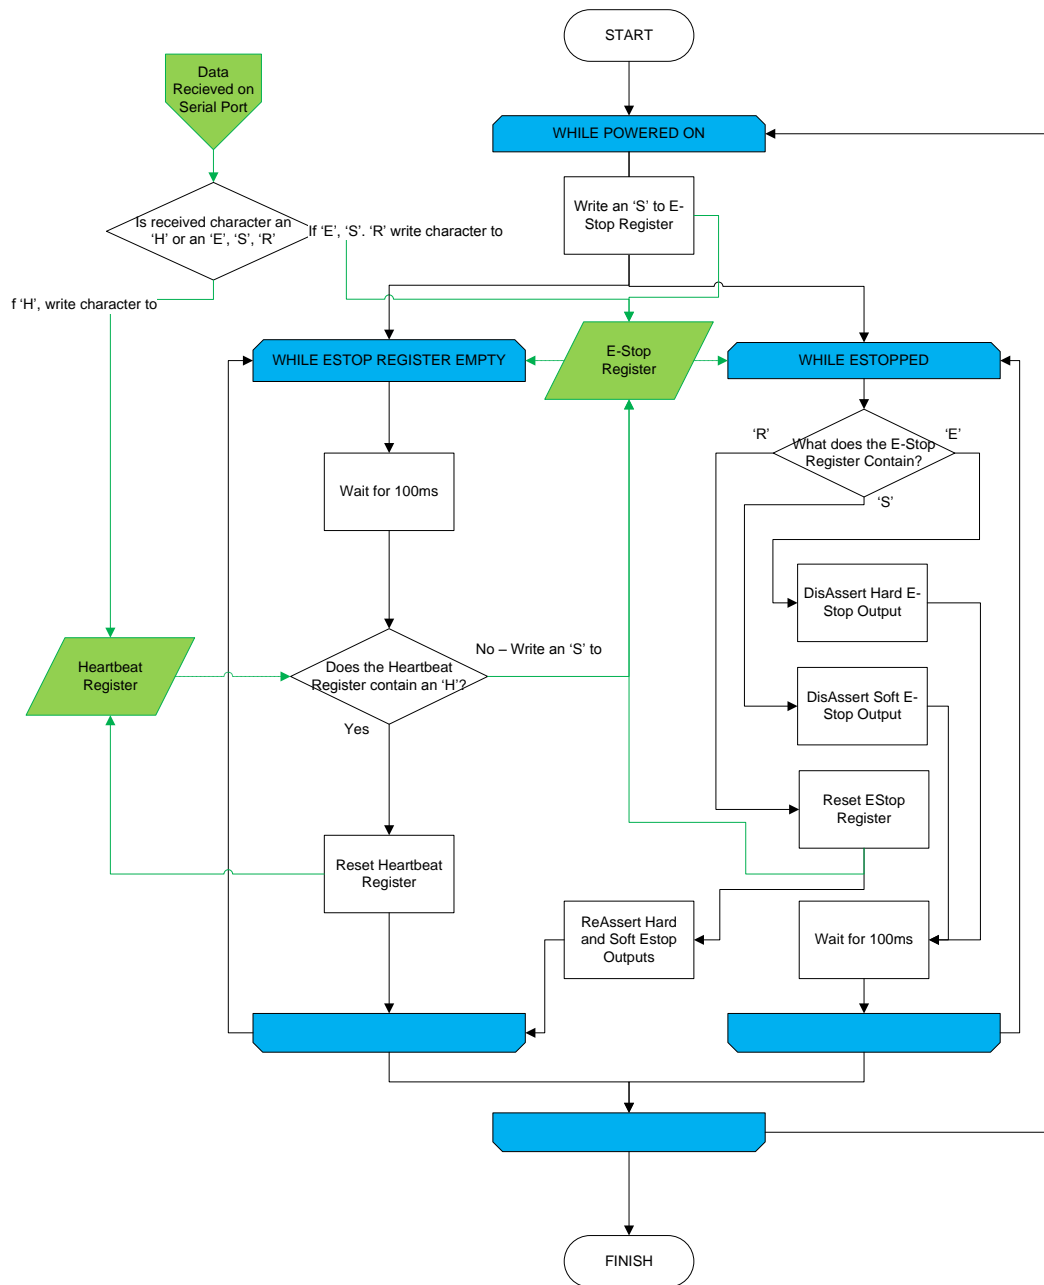 START
Data
Recieved on
Serial Port
WHILE POWERED ON
Is received character an
‘H’ or an ‘E’, ‘S’, ‘R’
If ‘E’, ‘S’. ‘R’ write character to
Write an ‘S’ to E-
Stop Register
f ‘H’, write character to
WHILE ESTOP REGISTER EMPTY
E-Stop
Register
WHILE ESTOPPED
‘R’
What does the E-Stop
Register Contain?
‘E’
‘S’
Wait for 100ms
DisAssert Hard E-
Stop Output
Heartbeat
Register
Does the Heartbeat
Register contain an ‘H’?
No – Write an ‘S’ to
Yes
DisAssert Soft E-
Stop Output
Reset EStop
Register
Reset Heartbeat
Register
ReAssert Hard
and Soft Estop
Outputs
Wait for 100ms
FINISH